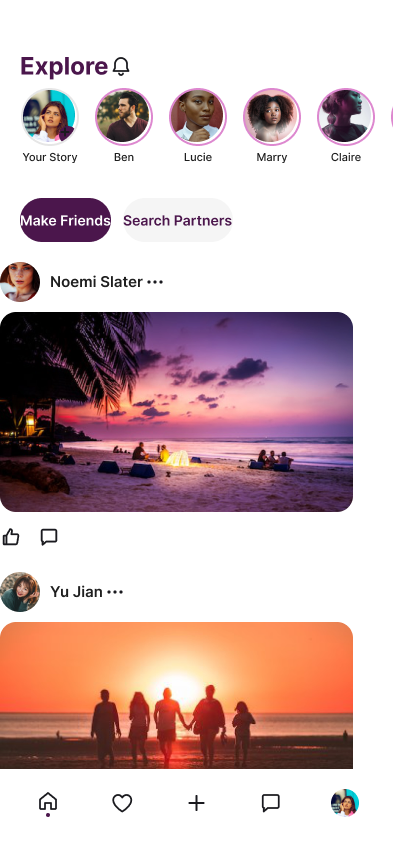 Explore
Your Story
Ben
Lucie
Marry
Claire
Make Friends
Search Partners
Noemi Slater
Yu Jian